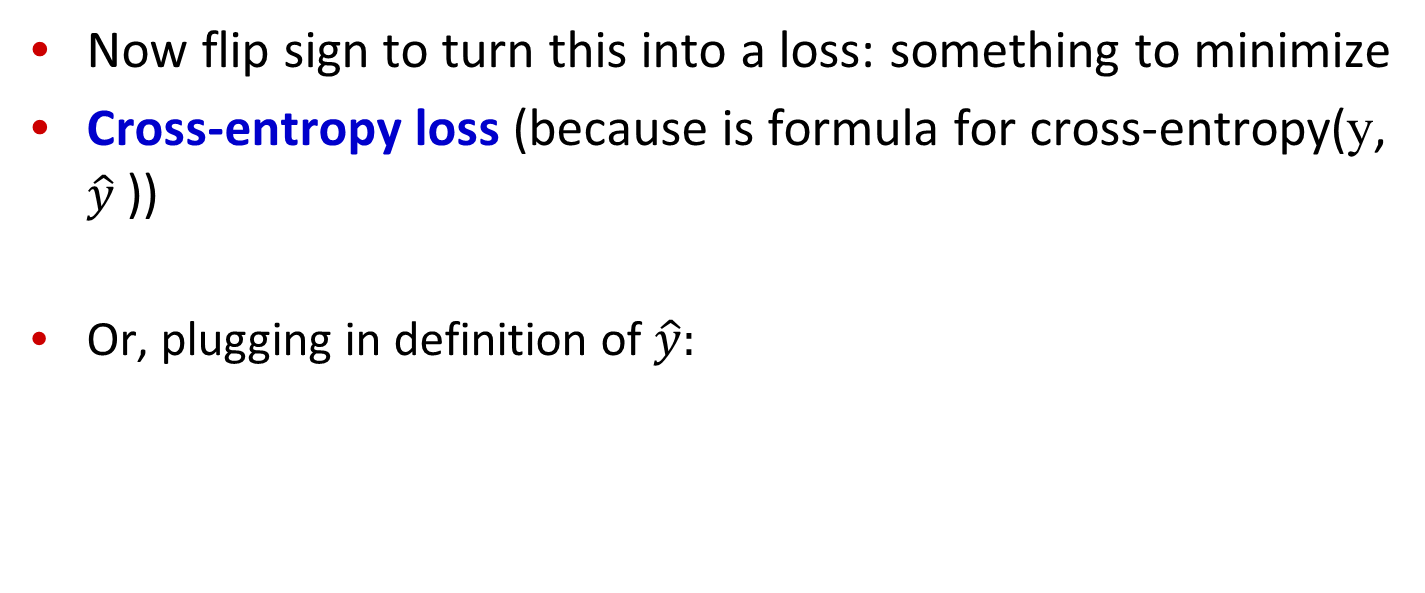 • Now flip sign to turn this into a loss: something to minimize
• Cross-entropy loss (because is formula for cross-entropy(y,
ŷ ))
• Or, plugging in definition of ŷ: